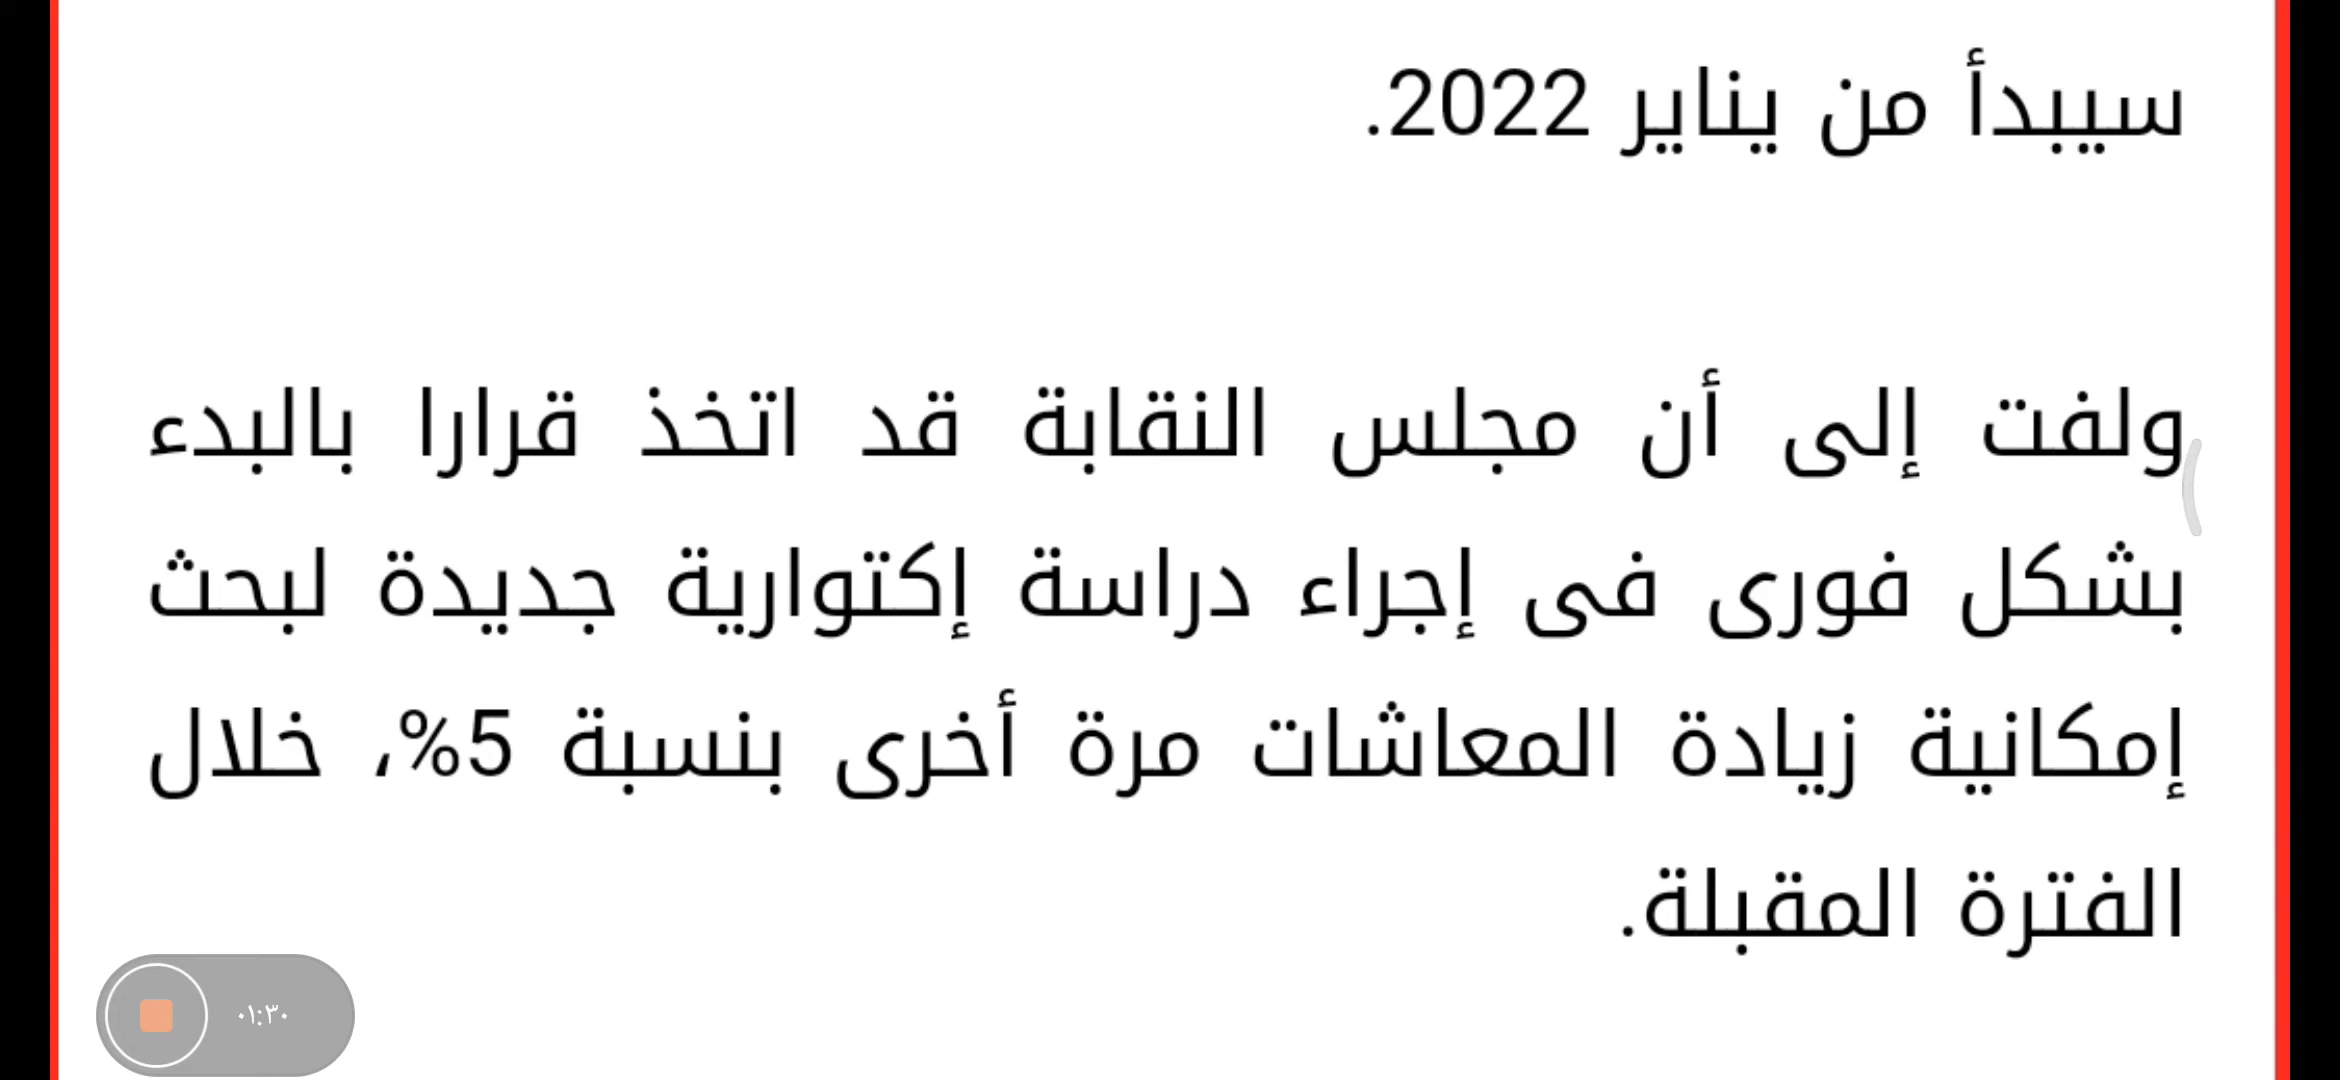 سيبدأ من يناير 2022.
ولفت إلى أن مجلس النقابة قد اتخذ قرارا بالبدء
بشكل فورى فى إجراء دراسة إكتوارية جديدة لبحث
إمكانية زيادة المعاشات مرة أخرى بنسبة 5%، خلال
الفترة المقبلة.
٠١:٣٠